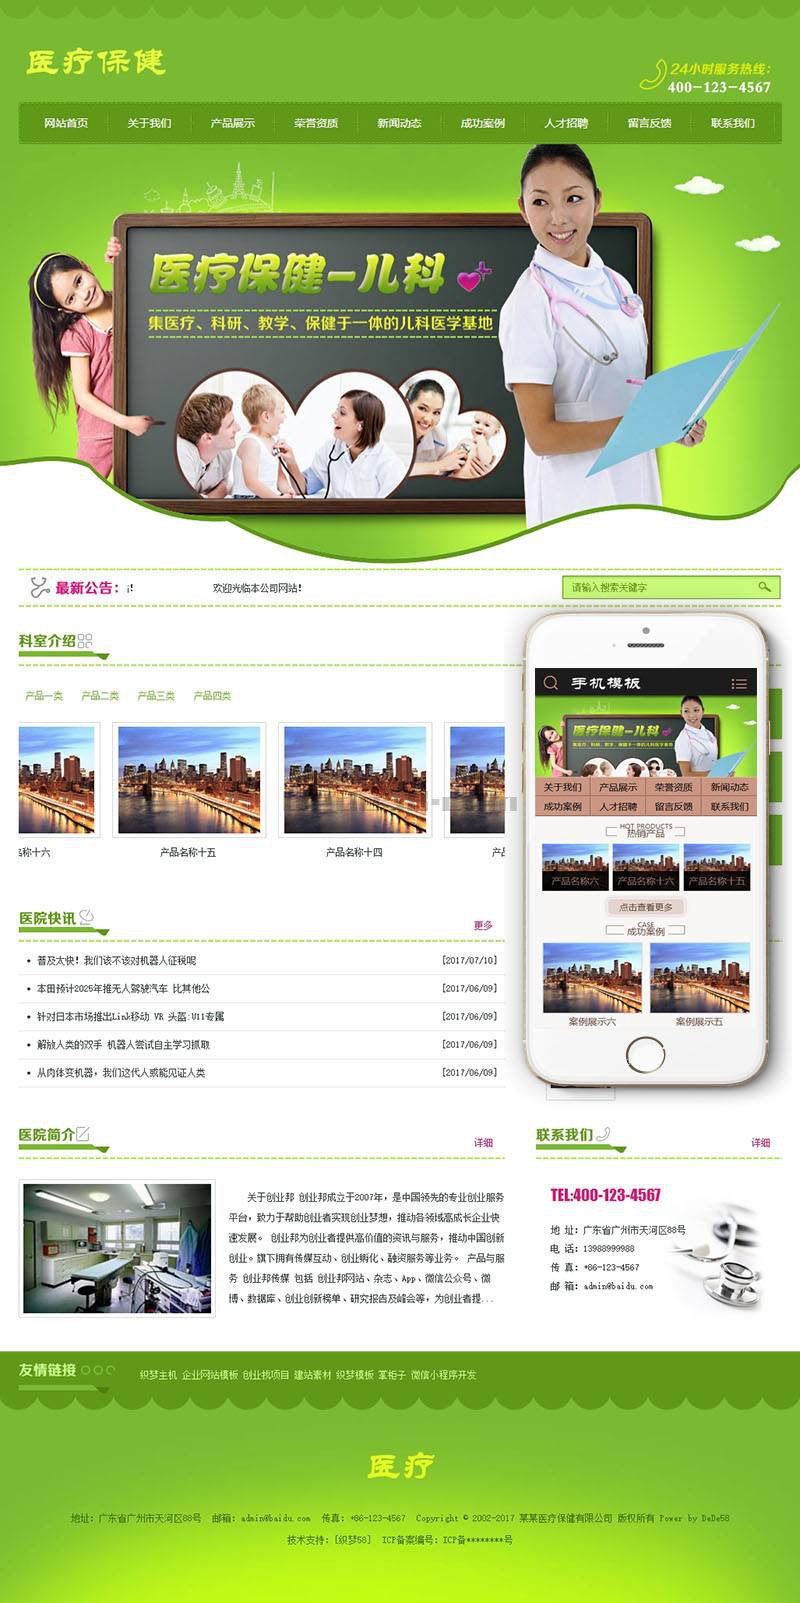 医疗保健
24小时服务热线：
400-123-4567
网站首页 关于我们 产品展示 荣誉资质 新闻动态 成功案例 人才招聘 留言反馈 联系我们
医疗保健-儿科
集医疗、科研、教学、保健于一体的儿科医学基地
最新公告： ！ 欢迎光临本公司网站！ 请输入搜索关键字
科室介绍
产品一类 产品二类 产品三类 产品四类
名称十六 产品名称十五 产品名称十四 产
手机模板
医疗保健-儿科
集医疗、科研、教学、保健于一体的儿科医学基地
关于我们 产品展示 荣誉资质 新闻动态
成功案例 人才招聘 留言反馈 联系我们
HOT PRODUCTS
热销产品
产品名称六 产品名称十六 产品名称十五
点击查看更多
CASE
成功案例
案例展示六 案例展示五
医院快讯 更多
• 普及太快！我们该不该对机器人征税呢 [2017/07/10]
• 本田预计2025年推无人驾驶汽车 比其他公 [2017/06/09]
• 针对日本市场推出Link移动 VR 头盔:U11专属 [2017/06/09]
• 解放人类的双手 机器人尝试自主学习抓取 [2017/06/09]
• 从肉体变机器，我们这代人或能见证人类 [2017/06/09]
医院简介 详细
关于创业邦 创业邦成立于2007年，是中国领先的专业创业服务
平台，致力于帮助创业者实现创业梦想，推动各领域高成长企业快
速发展。 创业邦为创业者提供高价值的资讯与服务，推动中国创新
创业。旗下拥有传媒互动、创业孵化、融资服务等业务。 产品与服
务 创业邦传媒 包括 创业邦网站、杂志、App、微信公众号、微
博、数据库、创业创新榜单、研究报告及峰会等，为创业者提...
联系我们 详细
TEL:400-123-4567
地 址：广东省广州市天河区88号
电 话：13988999988
传 真：+86-123-4567
邮 箱：admin@baidu.com
友情链接 织梦主机 企业网站模板 创业找项目 建站素材 织梦模板 掌柜子 微信小程序开发
医疗
地址：广东省广州市天河区88号 邮箱：admin@baidu.com 传真：+86-123-4567 Copyright © 2002-2017 某某医疗保健有限公司 版权所有 Power by DeDe58
技术支持：[织梦58] ICP备案编号：ICP备********号